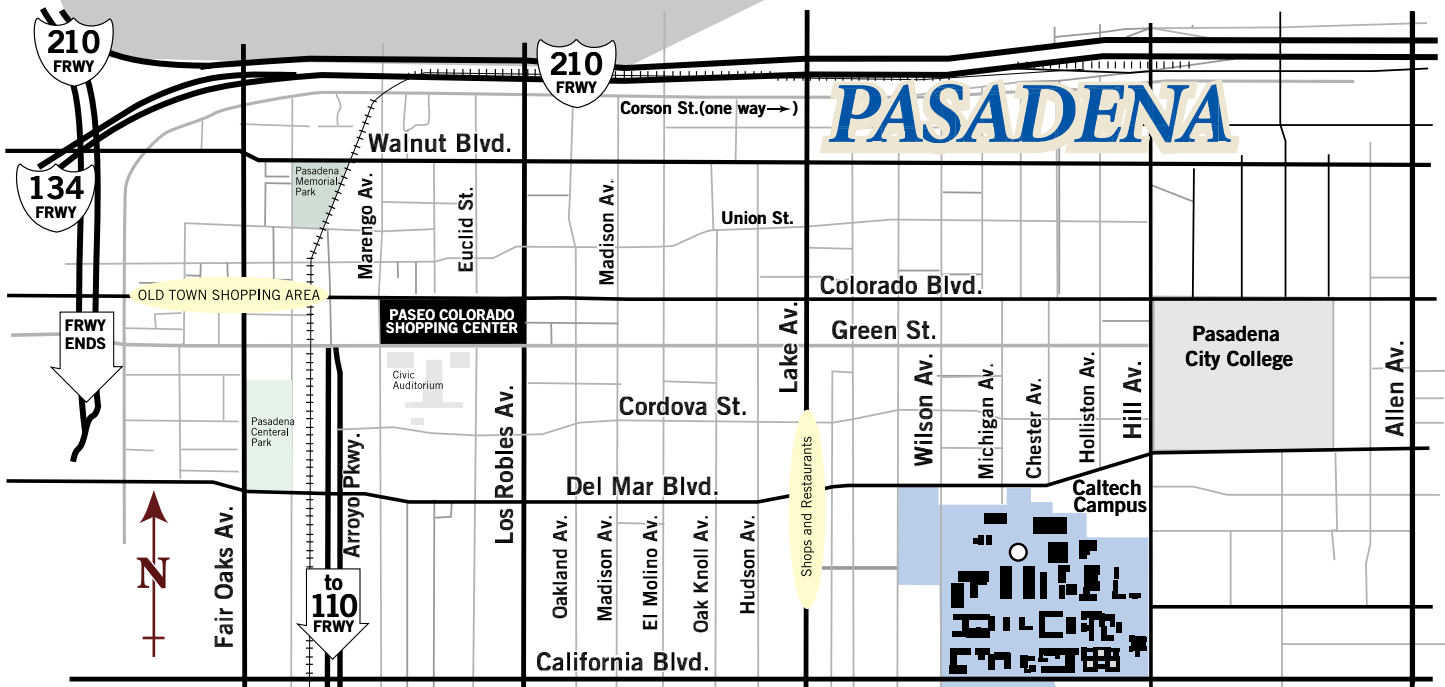 210
FRWY
210
FRWY
Corson St.(one way→)
PASADENA
Walnut Blvd.
134
FRWY
Pasadena
Memorial
Park
Marengo Av.
Euclid St.
Madison Av.
Union St.
Colorado Blvd.
OLD TOWN SHOPPING AREA
PASEO COLORADO
SHOPPING CENTER
FRWY
ENDS
Lake Av.
Green St.
Pasadena
City College
Civic
Auditorium
Pasadena
Central
Park
Cordova St.
Los Robles Av.
Wilson Av.
Michigan Av.
Chester Av.
Holliston Av.
Hill Av.
Allen Av.
Arroyo Pkwy.
Del Mar Blvd.
Shops and Restaurants
Caltech
Campus
N
Fair Oaks Av.
to
110
FRWY
Oakland Av.
Madison Av.
El Molino Av.
Oak Knoll Av.
Hudson Av.
California Blvd.